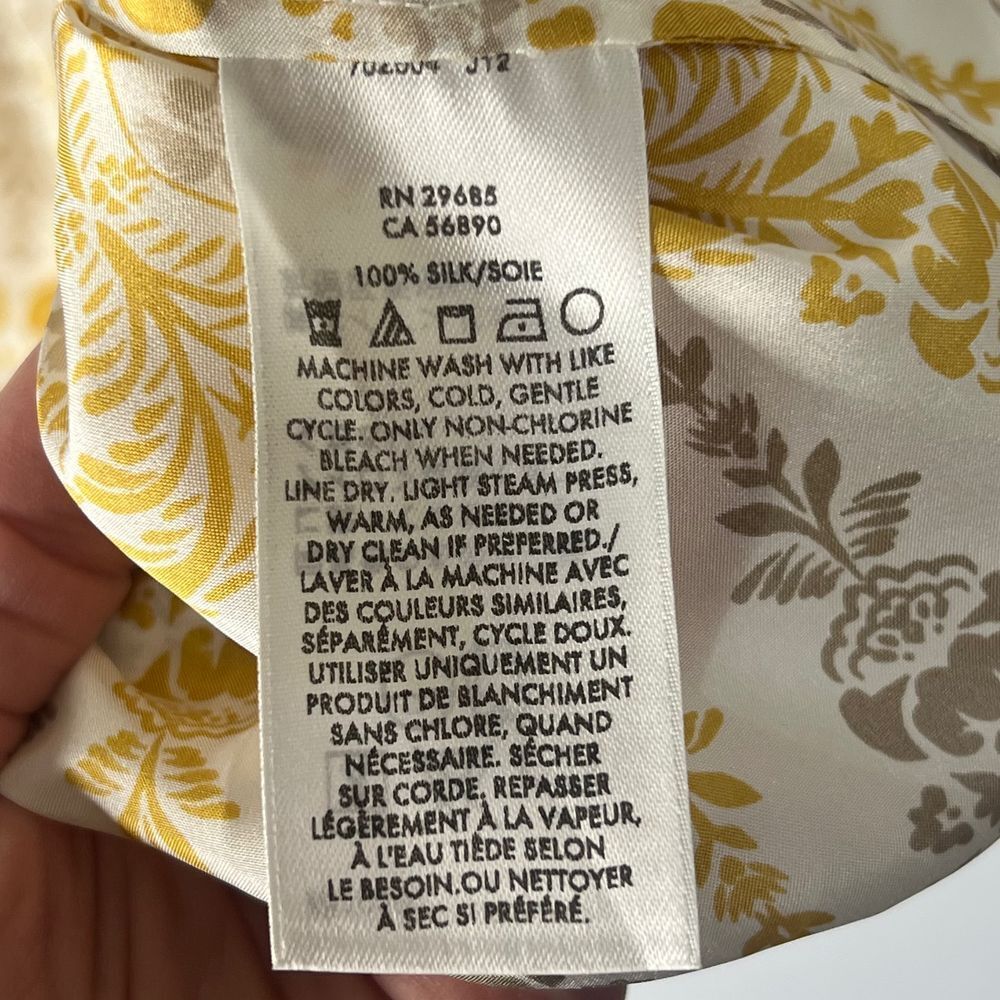 702604 J12
RN 29685
CA 56890
100% SILK/SOIE
MACHINE WASH WITH LIKE
COLORS, COLD, GENTLE
CYCLE. ONLY NON-CHLORINE
BLEACH WHEN NEEDED.
LINE DRY. LIGHT STEAM PRESS,
WARM, AS NEEDED OR
DRY CLEAN IF PREFERRED./
LAVER À LA MACHINE AVEC
DES COULEURS SIMILAIRES,
SÉPARÉMENT, CYCLE DOUX.
UTILISER UNIQUEMENT UN
PRODUIT DE BLANCHIMENT
SANS CHLORE, QUAND
NÉCESSAIRE. SÉCHER
SUR CORDE. REPASSER
LÉGÈREMENT À LA VAPEUR,
À L'EAU TIÈDE SELON
LE BESOIN.OU NETTOYER
À SEC SI PRÉFÉRÉ.